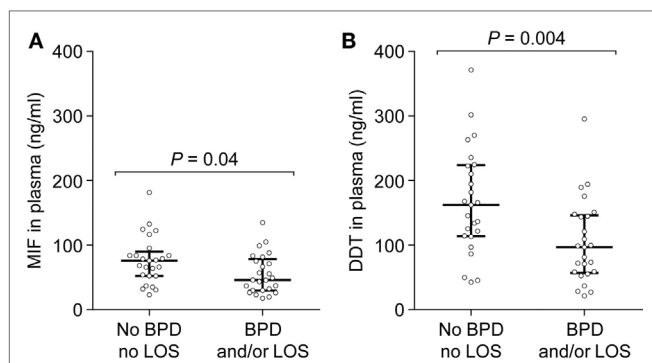 A
B
MIF in plasma (ng/ml)
400
300
200
100
0
P = 0.04
No BPD
no LOS
BPD
and/or LOS
DDT in plasma (ng/ml)
400
300
200
100
0
P = 0.004
No BPD
no LOS
BPD
and/or LOS